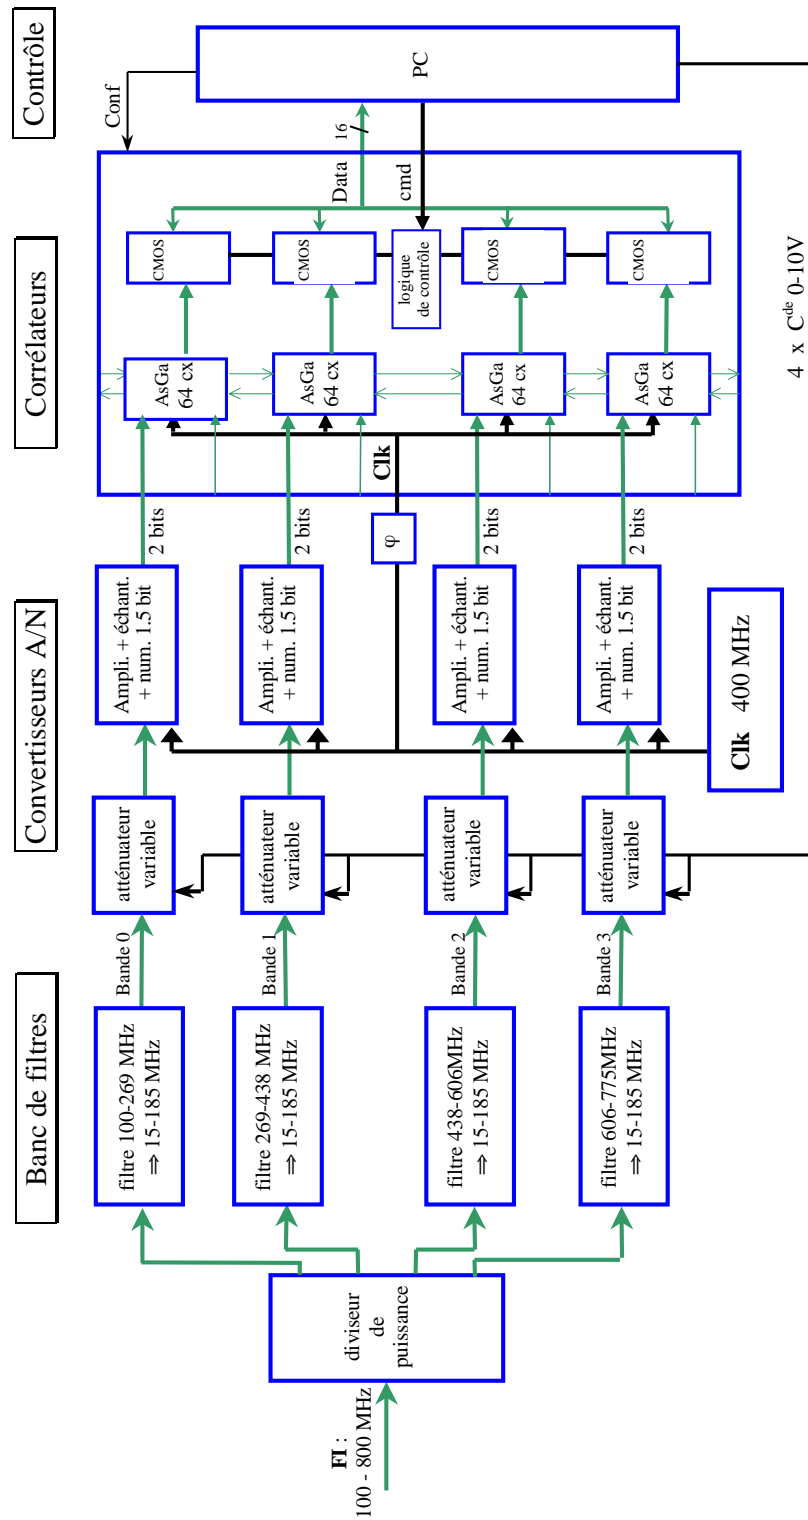 Banc de filtres
Convertisseurs A/N
Corrélateurs
Contrôle
FI :
100 - 800 MHz
diviseur
de
puissance
filtre 100-269 MHz
⇒ 15-185 MHz
Bande 0
atténuateur
variable
Ampli. + échant.
+ num. 1.5 bit
2 bits
AsGa
64 cx
CMOS
filtre 269-438 MHz
⇒ 15-185 MHz
Bande 1
atténuateur
variable
Ampli. + échant.
+ num. 1.5 bit
2 bits
AsGa
64 cx
CMOS
filtre 438-606MHz
⇒ 15-185 MHz
Bande 2
atténuateur
variable
Ampli. + échant.
+ num. 1.5 bit
2 bits
AsGa
64 cx
CMOS
filtre 606-775MHz
⇒ 15-185 MHz
Bande 3
atténuateur
variable
Ampli. + échant.
+ num. 1.5 bit
2 bits
AsGa
64 cx
CMOS
φ
Clk
Clk 400 MHz
logique
de contrôle
Data
16
cmd
Conf
PC
4 x Cde 0-10V